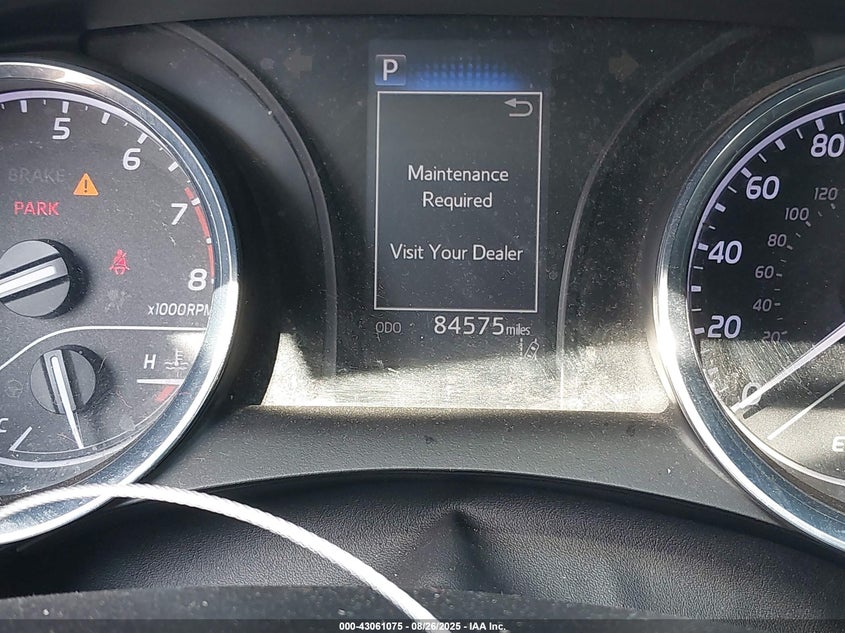 P
Maintenance
Required
Visit Your Dealer
ODO 84575 miles
5
6
7
8
x1000RPM
BRAKE
PARK
H
C
80
60
40
20
0
120
100
80
60
40
20
E
000-43061075 - 08/26/2025 - IAA Inc.